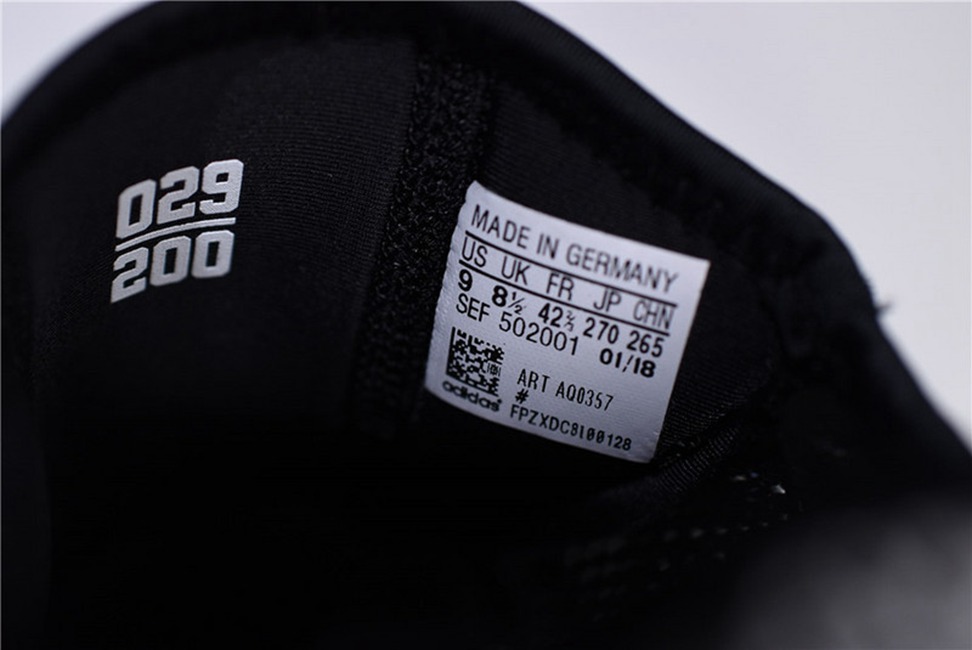 029
200
MADE IN GERMANY
US UK FR JP CHN
9 8½ 42⅔ 270 265
SEF 502001 01/18
ART AQ0357
#
adidas
FPZXDC8I00128